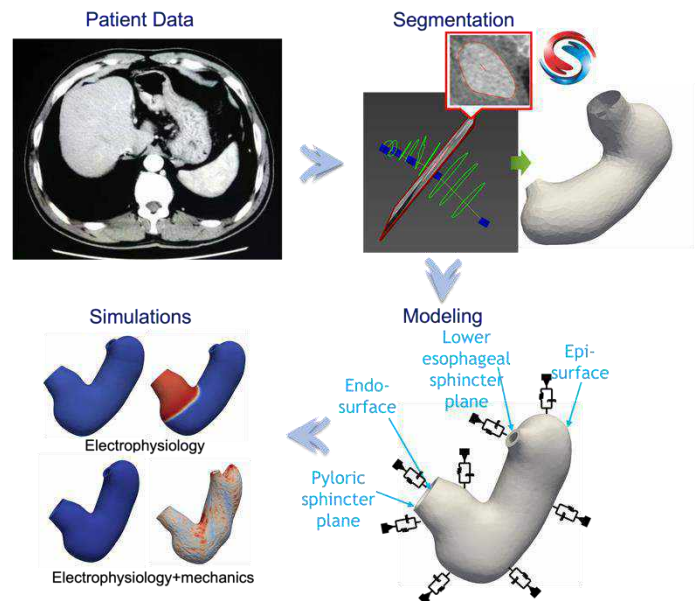 Patient Data
Segmentation
Simulations
Modeling
Lower
esophageal
sphincter
plane
Epi-
surface
Endo-
surface
Pyloric
sphincter
plane
Electrophysiology
Electrophysiology+mechanics